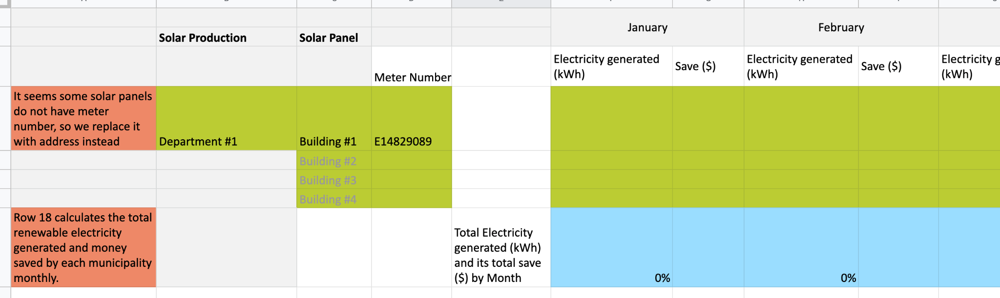 January
February
Solar Production
Solar Panel
Electricity generated
(kWh)
Save ($)
Electricity generated
(kWh)
Save ($)
Electricity g
(kWh)
Meter Number
It seems some solar panels
do not have meter
number, so we replace it
with address instead
Department #1
Building #1
E14829089
Building #2
Building #3
Building #4
Row 18 calculates the total
renewable electricity
generated and money
saved by each municipality
monthly.
Total Electricity
generated (kWh)
and its total save
($) by Month
0%
0%